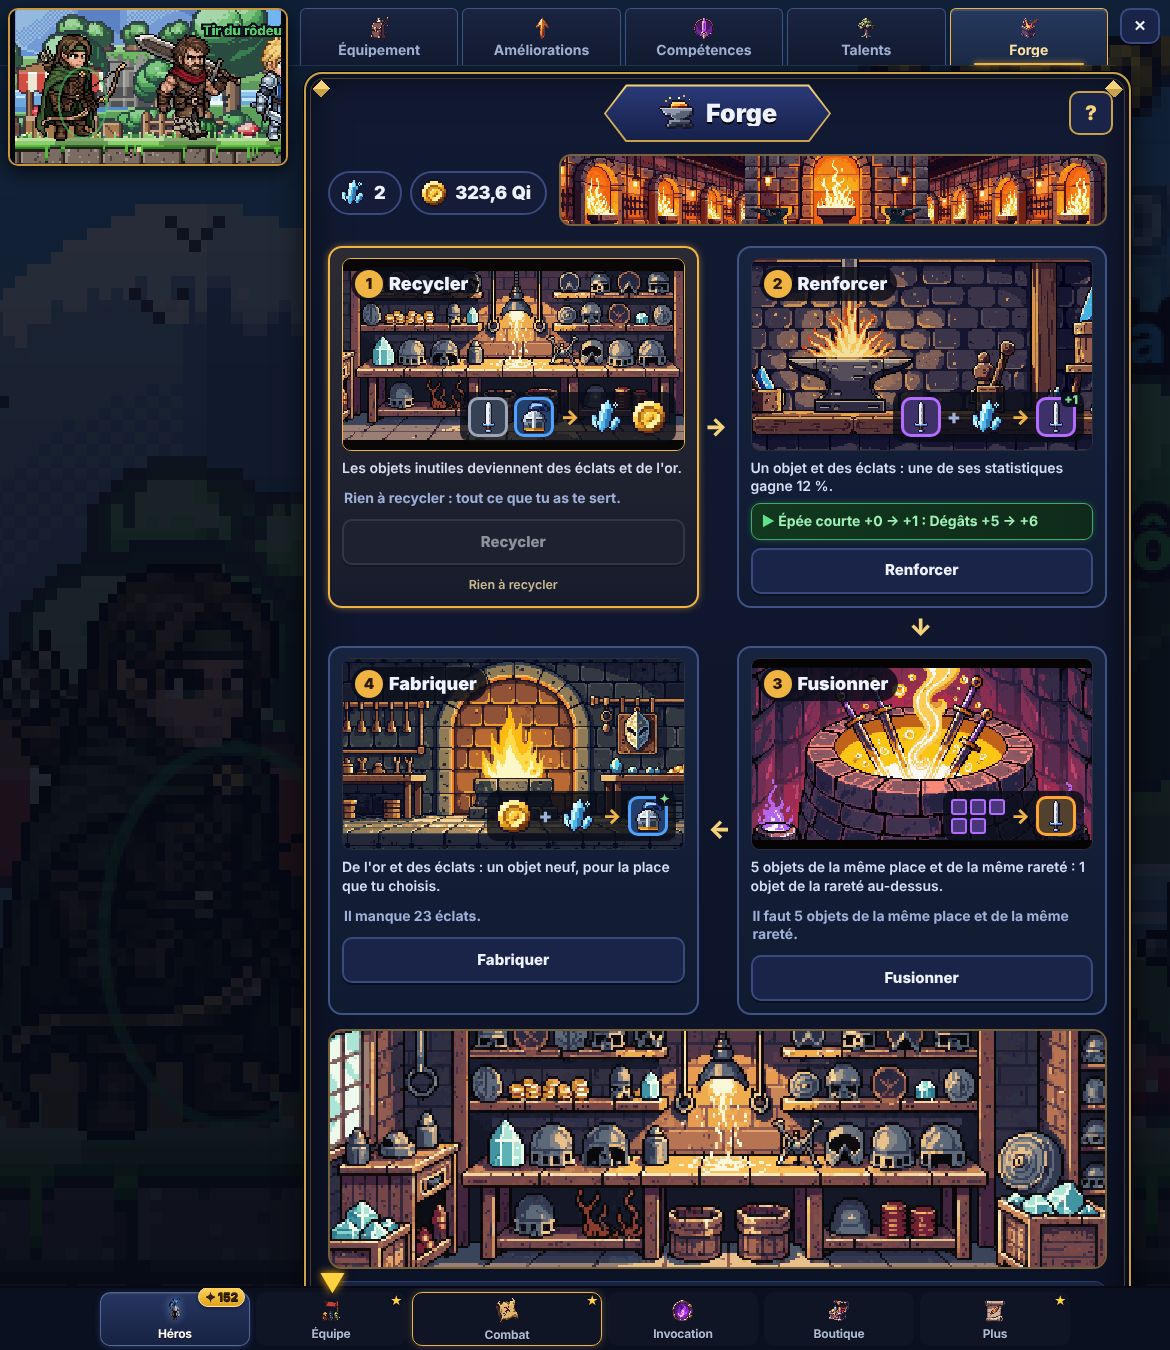 Tir du rôdeu
Équipement
Améliorations
Compétences
Talents
Forge
×
Forge
?
2
323,6 Qi
1 Recycler
Les objets inutiles deviennent des éclats et de l'or.
Rien à recycler : tout ce que tu as te sert.
Recycler
Rien à recycler
2 Renforcer
+1
Un objet et des éclats : une de ses statistiques
gagne 12 %.
▶ Épée courte +0 → +1 : Dégâts +5 → +6
Renforcer
4 Fabriquer
De l'or et des éclats : un objet neuf, pour la place
que tu choisis.
Il manque 23 éclats.
Fabriquer
3 Fusionner
5 objets de la même place et de la même rareté : 1
objet de la rareté au-dessus.
Il faut 5 objets de la même place et de la même
rareté.
Fusionner
✦ 152
Héros
Équipe
Combat
Invocation
Boutique
Plus